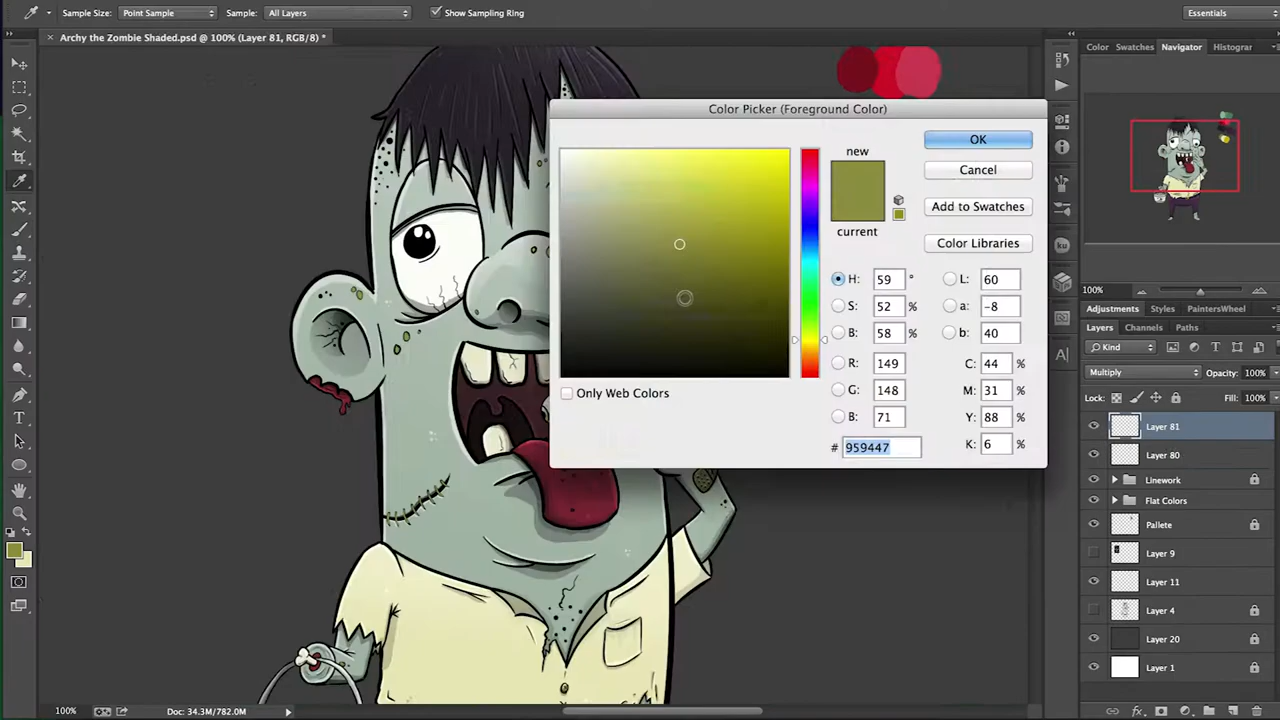 Sample Size: Point Sample Sample: All Layers Show Sampling Ring Essentials
× Archy the Zombie Shaded.psd @ 100% (Layer 81, RGB/8) *
Color Swatches Navigator Histogr
Color Picker (Foreground Color)
new
current
OK
Cancel
Add to Swatches
Color Libraries
H: 59 °
S: 52 %
B: 58 %
R: 149
G: 148
B: 71
# 959447
L: 60
a: -8
b: 40
C: 44 %
M: 31 %
Y: 88 %
K: 6 %
Only Web Colors
100%
Adjustments Styles PaintersWheel
Layers Channels Paths
Kind
Multiply Opacity: 100%
Lock: Fill: 100%
Layer 81
Layer 80
Linework
Flat Colors
Pallete
Layer 9
Layer 11
Layer 4
Layer 20
Layer 1
ku
A
T
fx
100% Doc: 34.3M/782.0M